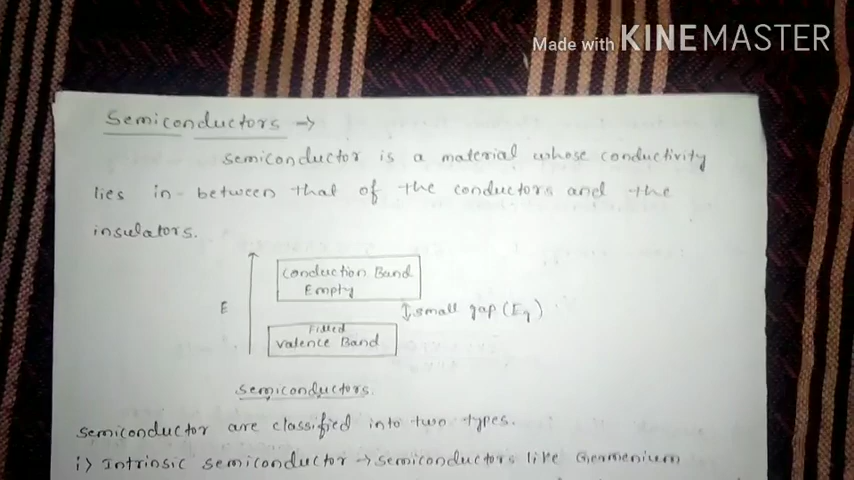 Made with KINEMASTER
Semiconductors →
semiconductor is a material whose conductivity
lies in-between that of the conductors and the
insulators.
Conduction Band
Empty
E
↕small gap (Eg)
Filled
Valence Band
semiconductors.
semiconductor are classified into two types.
i) Intrinsic semiconductor → semiconductors like Germenium